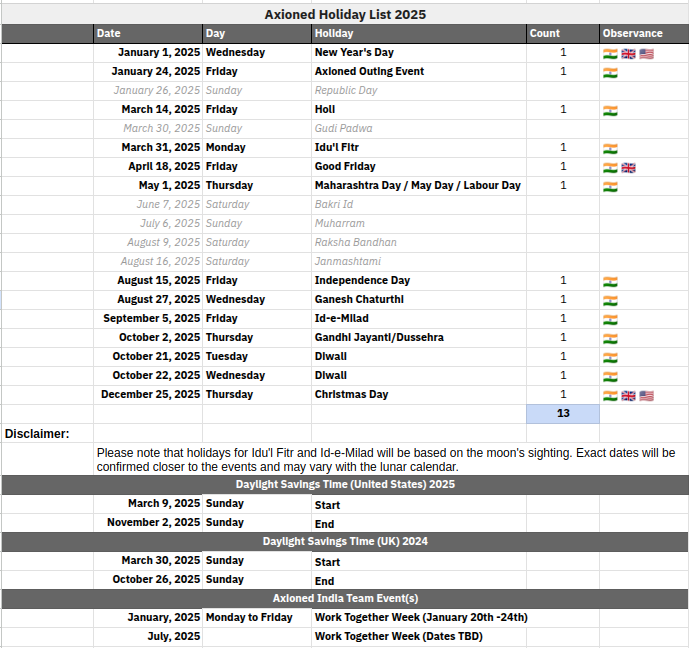 Axioned Holiday List 2025
Date Day Holiday Count Observance
January 1, 2025 Wednesday New Year's Day 1
January 24, 2025 Friday Axioned Outing Event 1
January 26, 2025 Sunday Republic Day
March 14, 2025 Friday Holi 1
March 30, 2025 Sunday Gudi Padwa
March 31, 2025 Monday Idu'l Fitr 1
April 18, 2025 Friday Good Friday 1
May 1, 2025 Thursday Maharashtra Day / May Day / Labour Day 1
June 7, 2025 Saturday Bakri Id
July 6, 2025 Sunday Muharram
August 9, 2025 Saturday Raksha Bandhan
August 16, 2025 Saturday Janmashtami
August 15, 2025 Friday Independence Day 1
August 27, 2025 Wednesday Ganesh Chaturthi 1
September 5, 2025 Friday Id-e-Milad 1
October 2, 2025 Thursday Gandhi Jayanti/Dussehra 1
October 21, 2025 Tuesday Diwali 1
October 22, 2025 Wednesday Diwali 1
December 25, 2025 Thursday Christmas Day 1
13
Disclaimer:
Please note that holidays for Idu'l Fitr and Id-e-Milad will be based on the moon's sighting. Exact dates will be
confirmed closer to the events and may vary with the lunar calendar.
Daylight Savings Time (United States) 2025
March 9, 2025 Sunday Start
November 2, 2025 Sunday End
Daylight Savings Time (UK) 2024
March 30, 2025 Sunday Start
October 26, 2025 Sunday End
Axioned India Team Event(s)
January, 2025 Monday to Friday Work Together Week (January 20th -24th)
July, 2025 Work Together Week (Dates TBD)